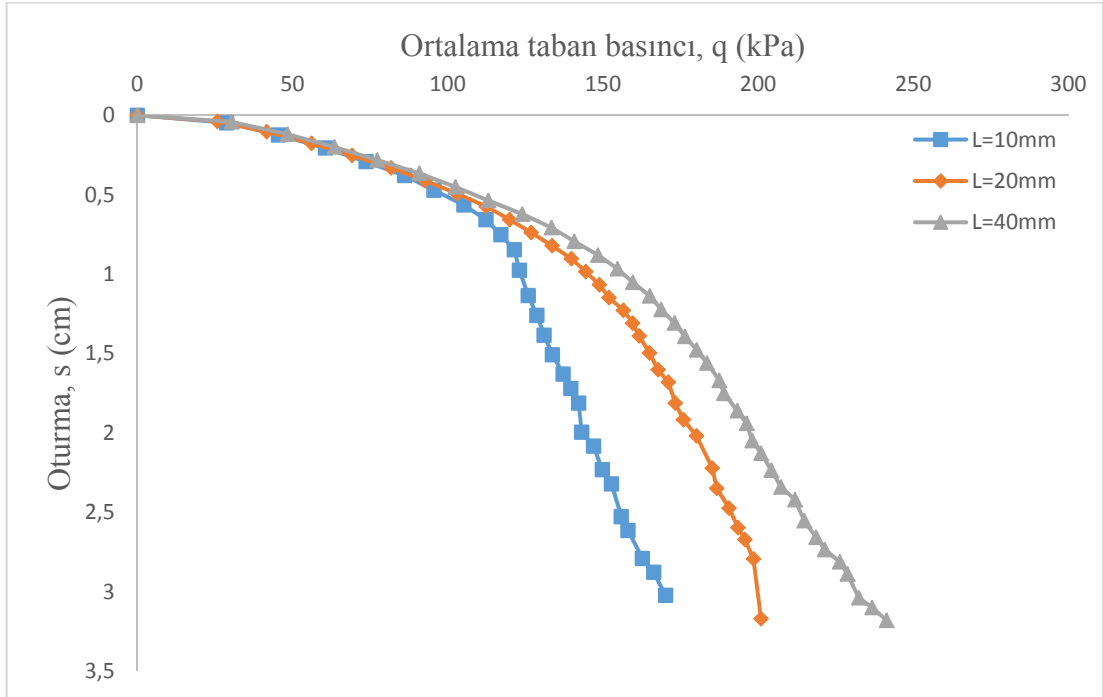 Ortalama taban basıncı, q (kPa)
0 50 100 150 200 250 300
0
0,5
1
1,5
2
2,5
3
3,5
Oturma, s (cm)
L=10mm
L=20mm
L=40mm